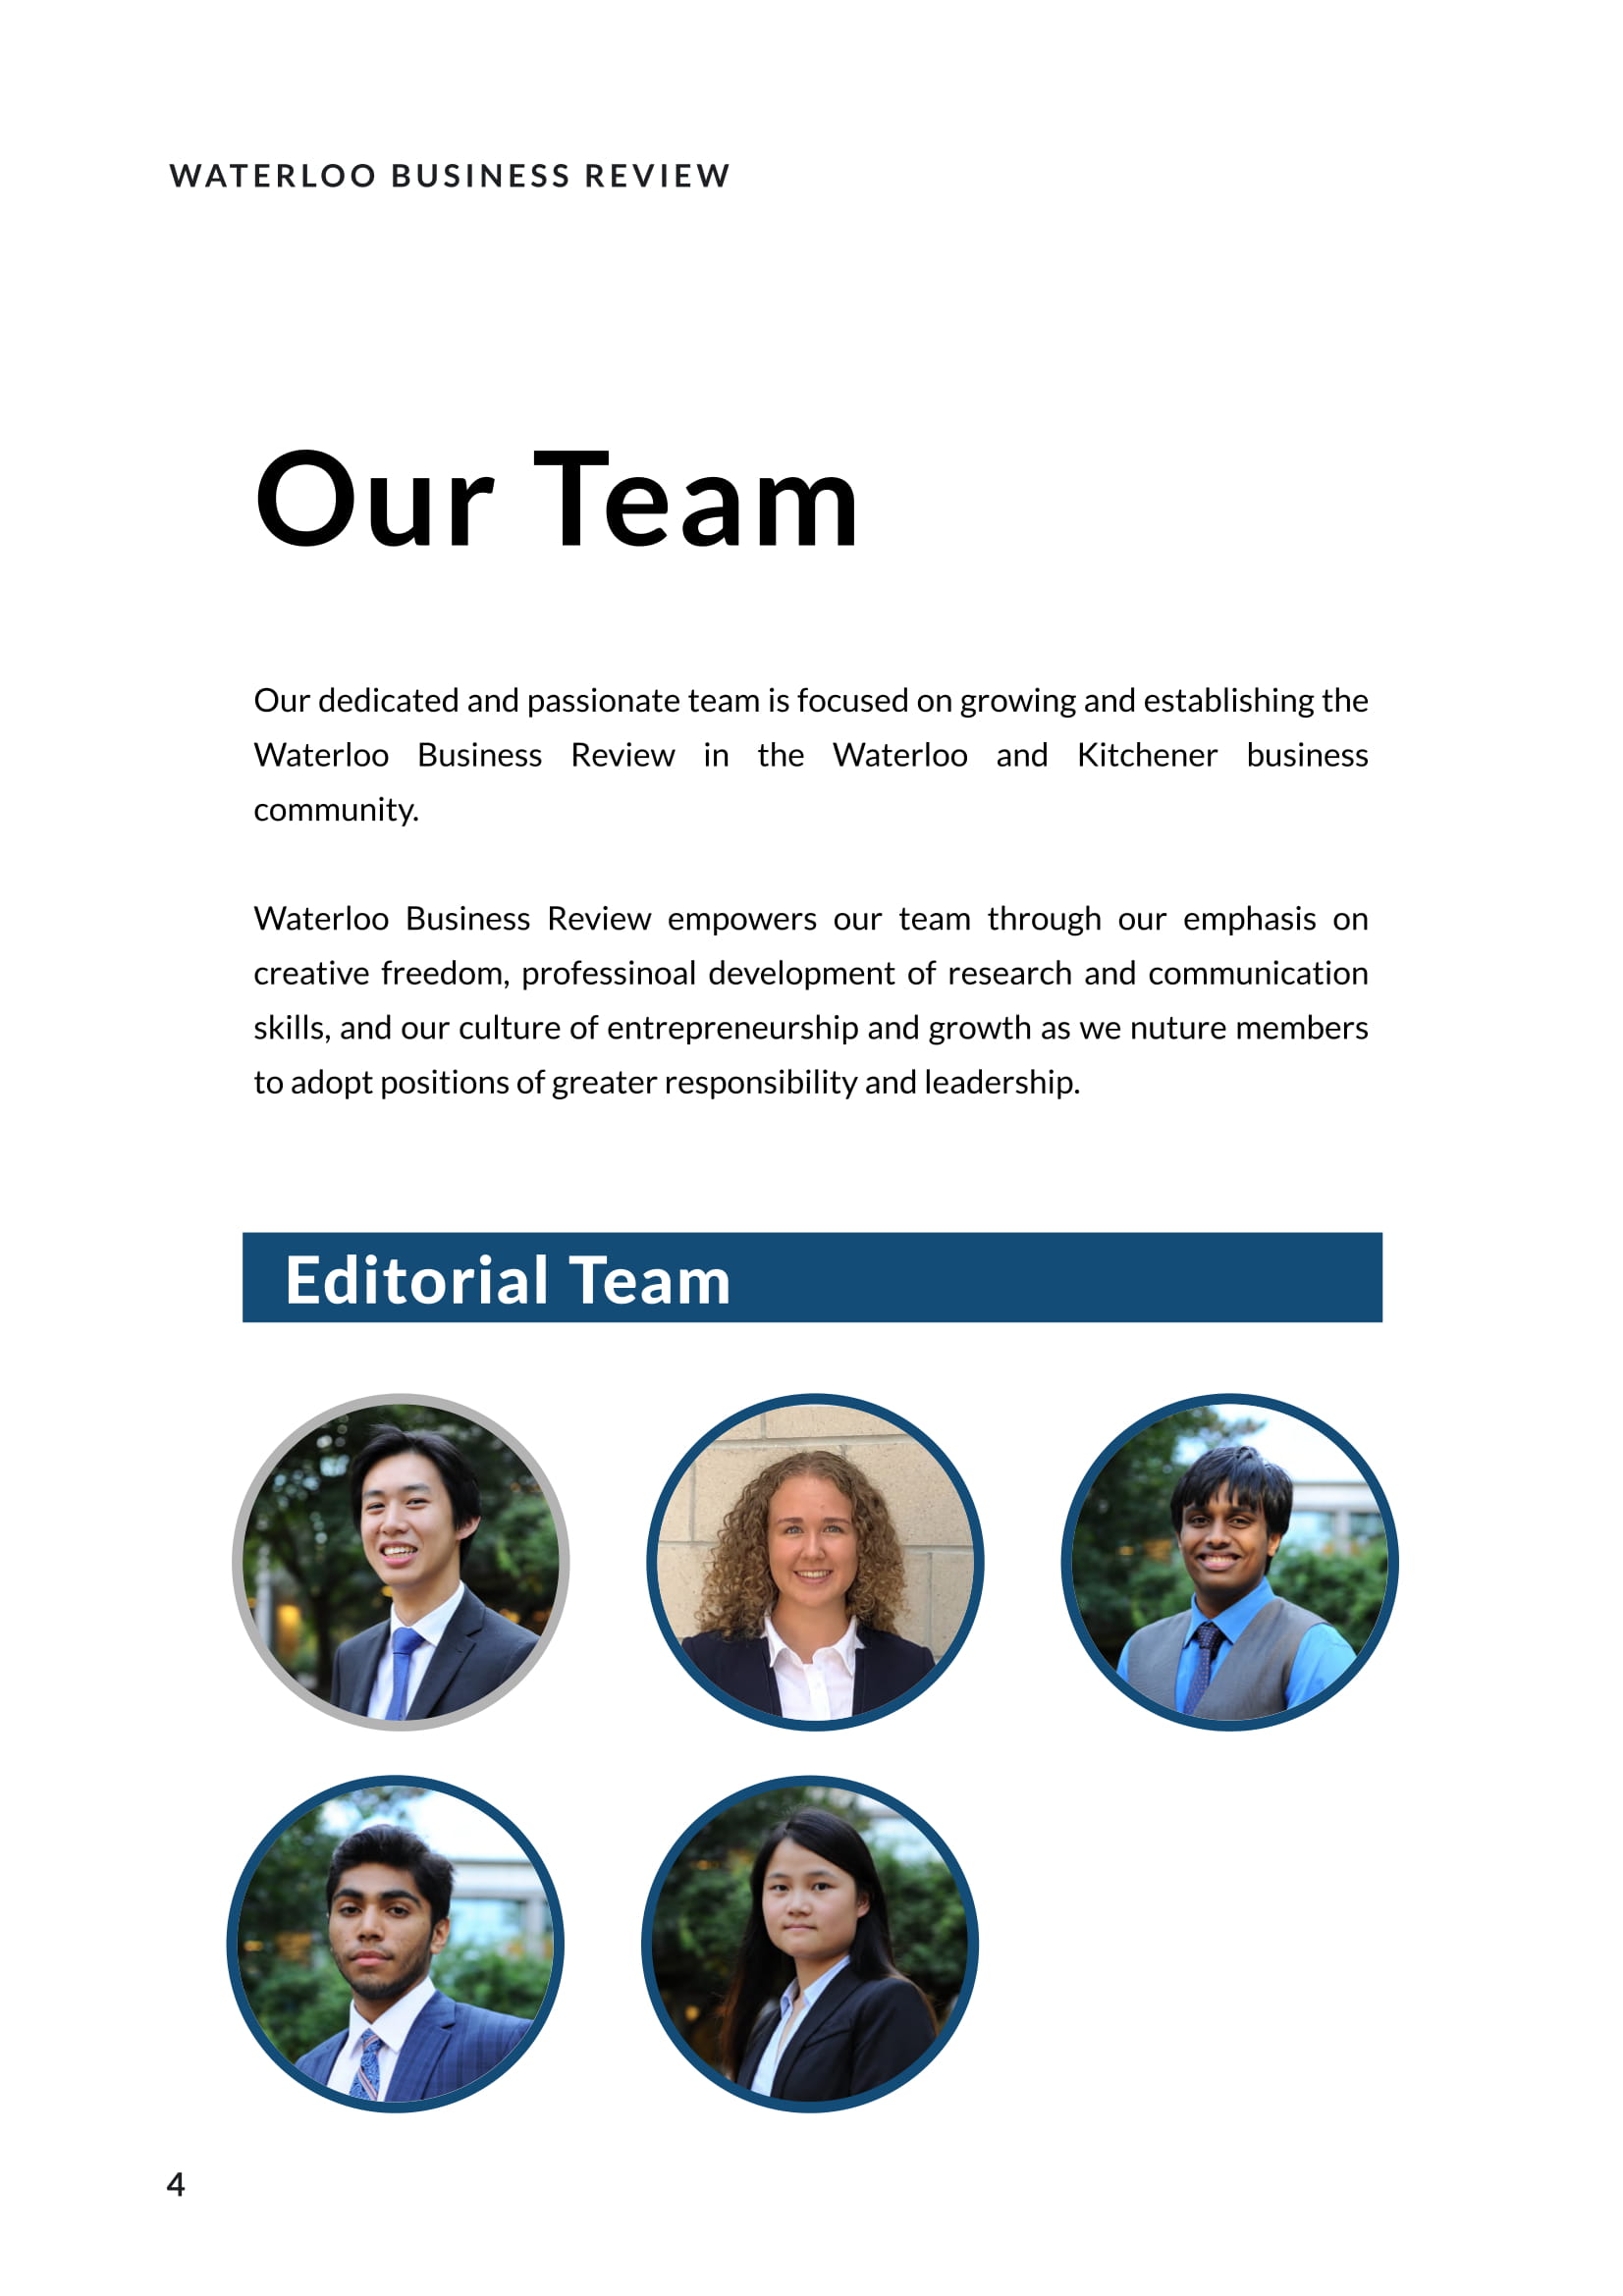 WATERLOO BUSINESS REVIEW
Our Team
Our dedicated and passionate team is focused on growing and establishing the
Waterloo Business Review in the Waterloo and Kitchener business
community.
Waterloo Business Review empowers our team through our emphasis on
creative freedom, professinoal development of research and communication
skills, and our culture of entrepreneurship and growth as we nuture members
to adopt positions of greater responsibility and leadership.
Editorial Team
4